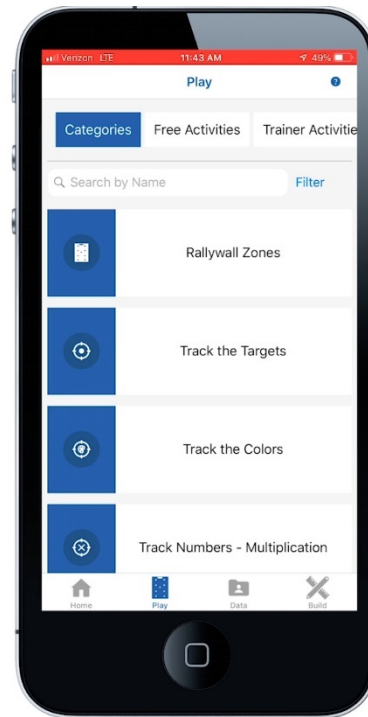 Verizon LTE 11:43 AM 49%
Play ?
Categories Free Activities Trainer Activitie
Search by Name Filter
Rallywall Zones
Track the Targets
Track the Colors
Track Numbers - Multiplication
Home Play Data Build